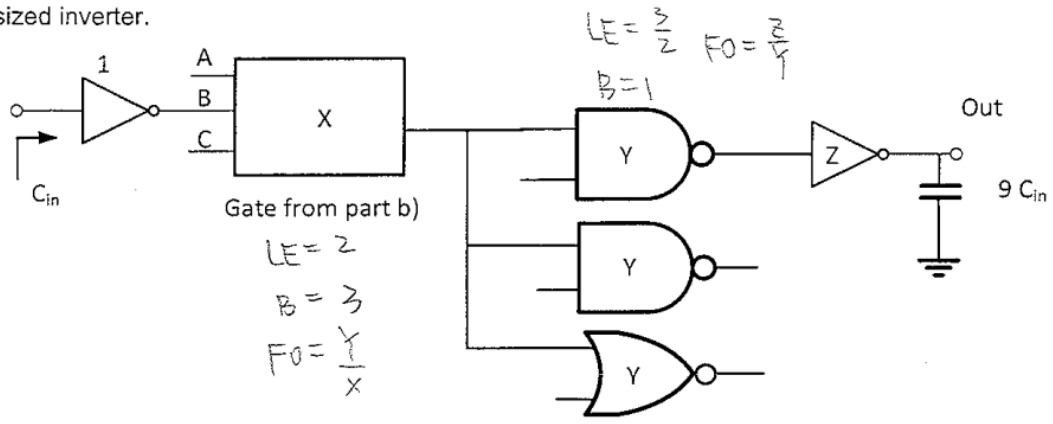 sized inverter.
LE = 3/2 FO = Z/Y
B = 1
1
A
B
C
X
Y
Z
Out
C_in
9 C_in
Gate from part b)
LE = 2
B = 3
FO = Y/X
Y
Y